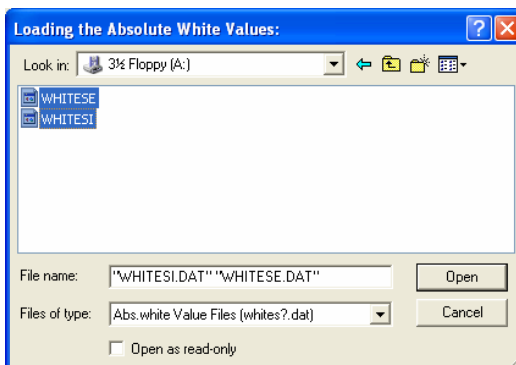 Loading the Absolute White Values:
Look in: 3½ Floppy (A:)
WHITESE
WHITESI
File name: "WHITESI.DAT" "WHITESE.DAT" Open
Files of type: Abs.white Value Files (whites?.dat) Cancel
Open as read-only